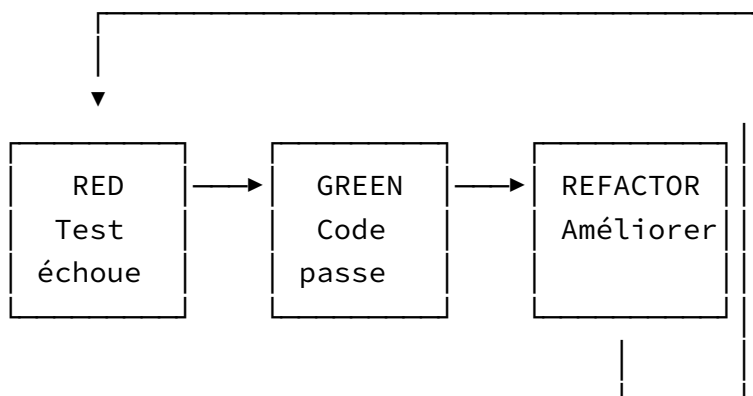 RED
Test
échoue
GREEN
Code
passe
REFACTOR
Améliorer